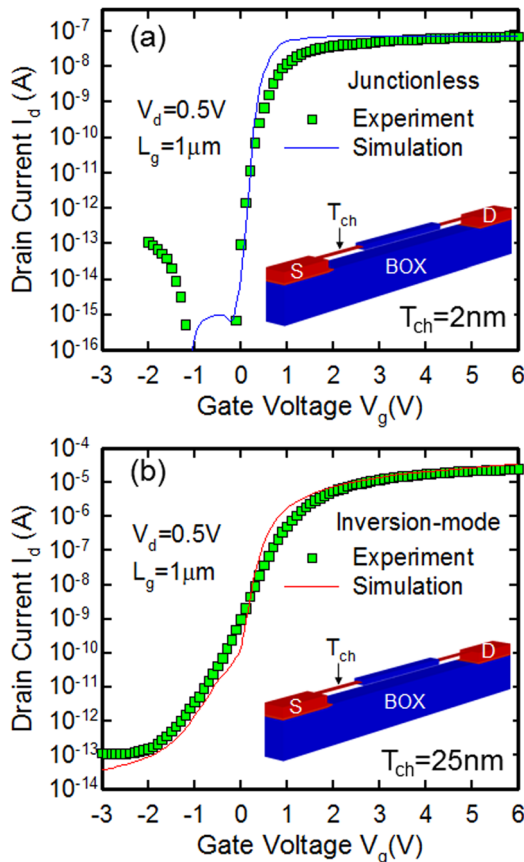 (a)
10⁻⁷
10⁻⁸
10⁻⁹
10⁻¹⁰
10⁻¹¹
10⁻¹²
10⁻¹³
10⁻¹⁴
10⁻¹⁵
10⁻¹⁶
Drain Current I_d (A)
V_d=0.5V
L_g=1μm
Junctionless
Experiment
Simulation
T_ch
S
D
BOX
T_ch=2nm
-3 -2 -1 0 1 2 3 4 5 6
Gate Voltage V_g(V)
(b)
10⁻⁴
10⁻⁵
10⁻⁶
10⁻⁷
10⁻⁸
10⁻⁹
10⁻¹⁰
10⁻¹¹
10⁻¹²
10⁻¹³
10⁻¹⁴
Drain Current I_d (A)
V_d=0.5V
L_g=1μm
Inversion-mode
Experiment
Simulation
T_ch
S
D
BOX
T_ch=25nm
-3 -2 -1 0 1 2 3 4 5 6
Gate Voltage V_g(V)